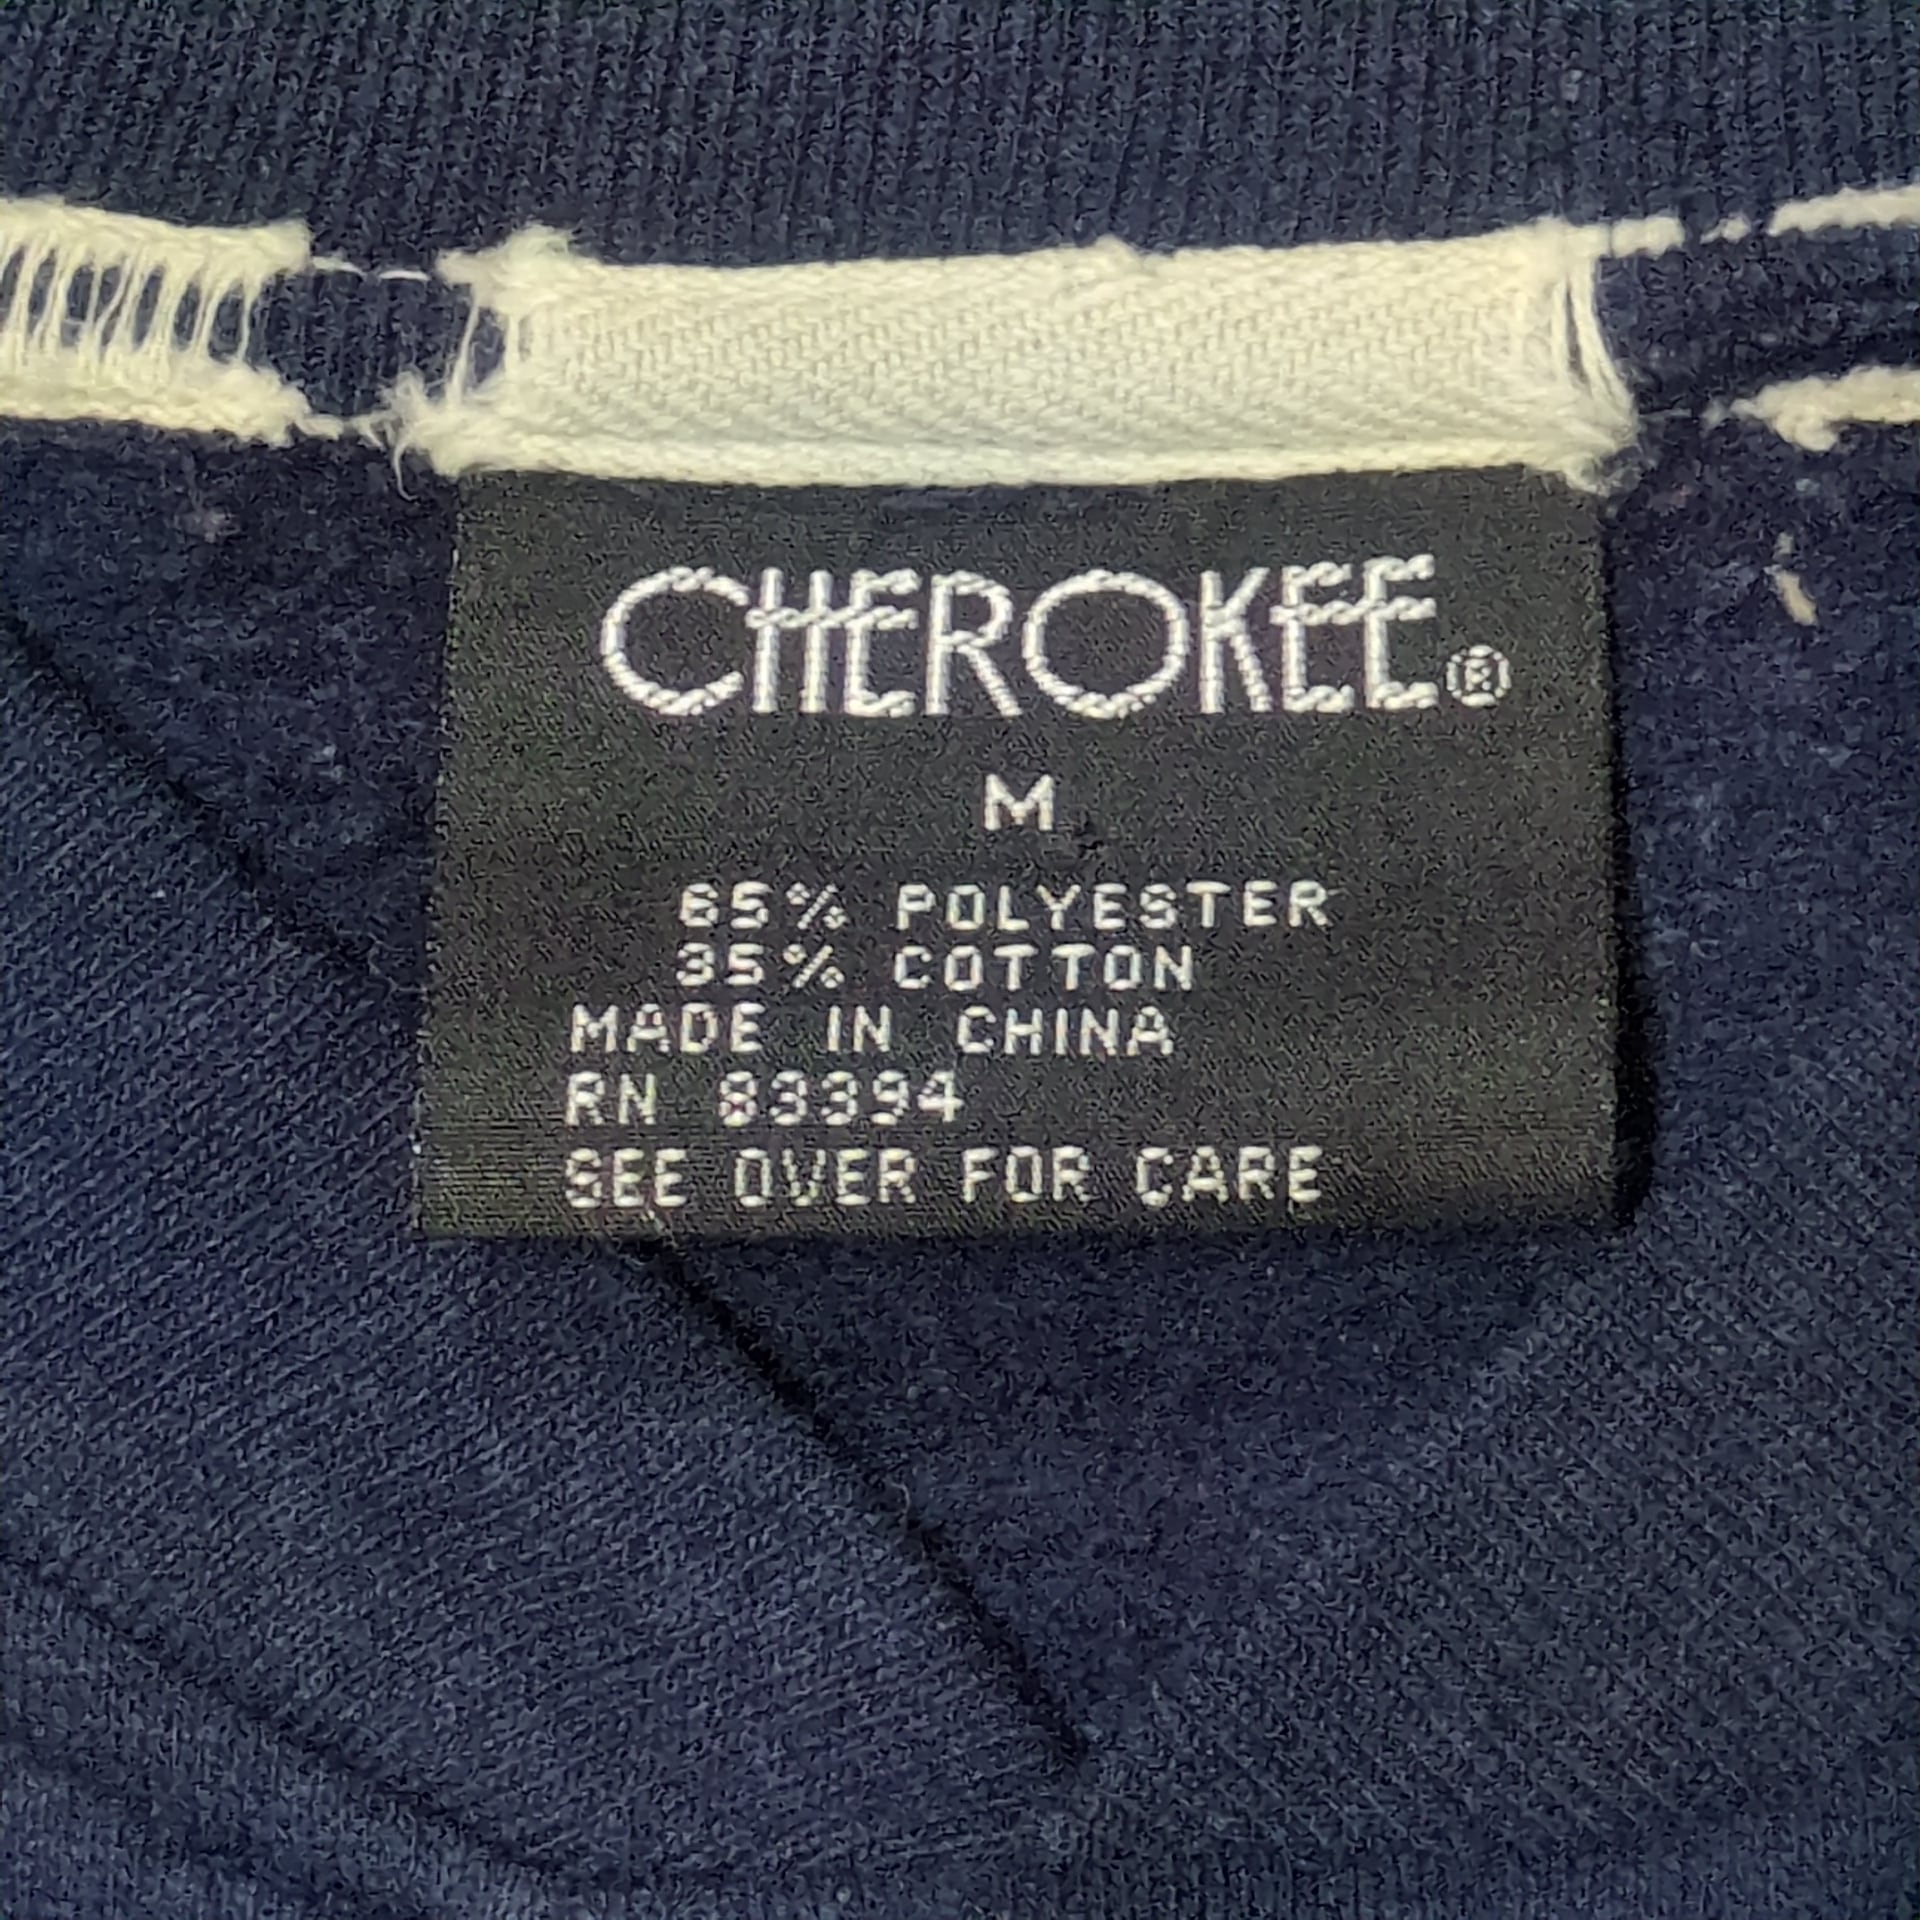 CHEROKEE®
M
65% POLYESTER
35% COTTON
MADE IN CHINA
RN 83394
SEE OVER FOR CARE